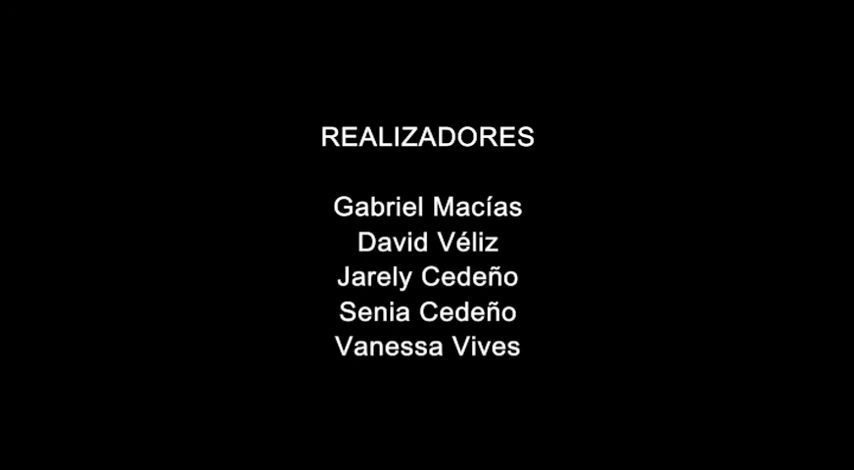 REALIZADORES
Gabriel Macías
David Véliz
Jarely Cedeño
Senia Cedeño
Vanessa Vives